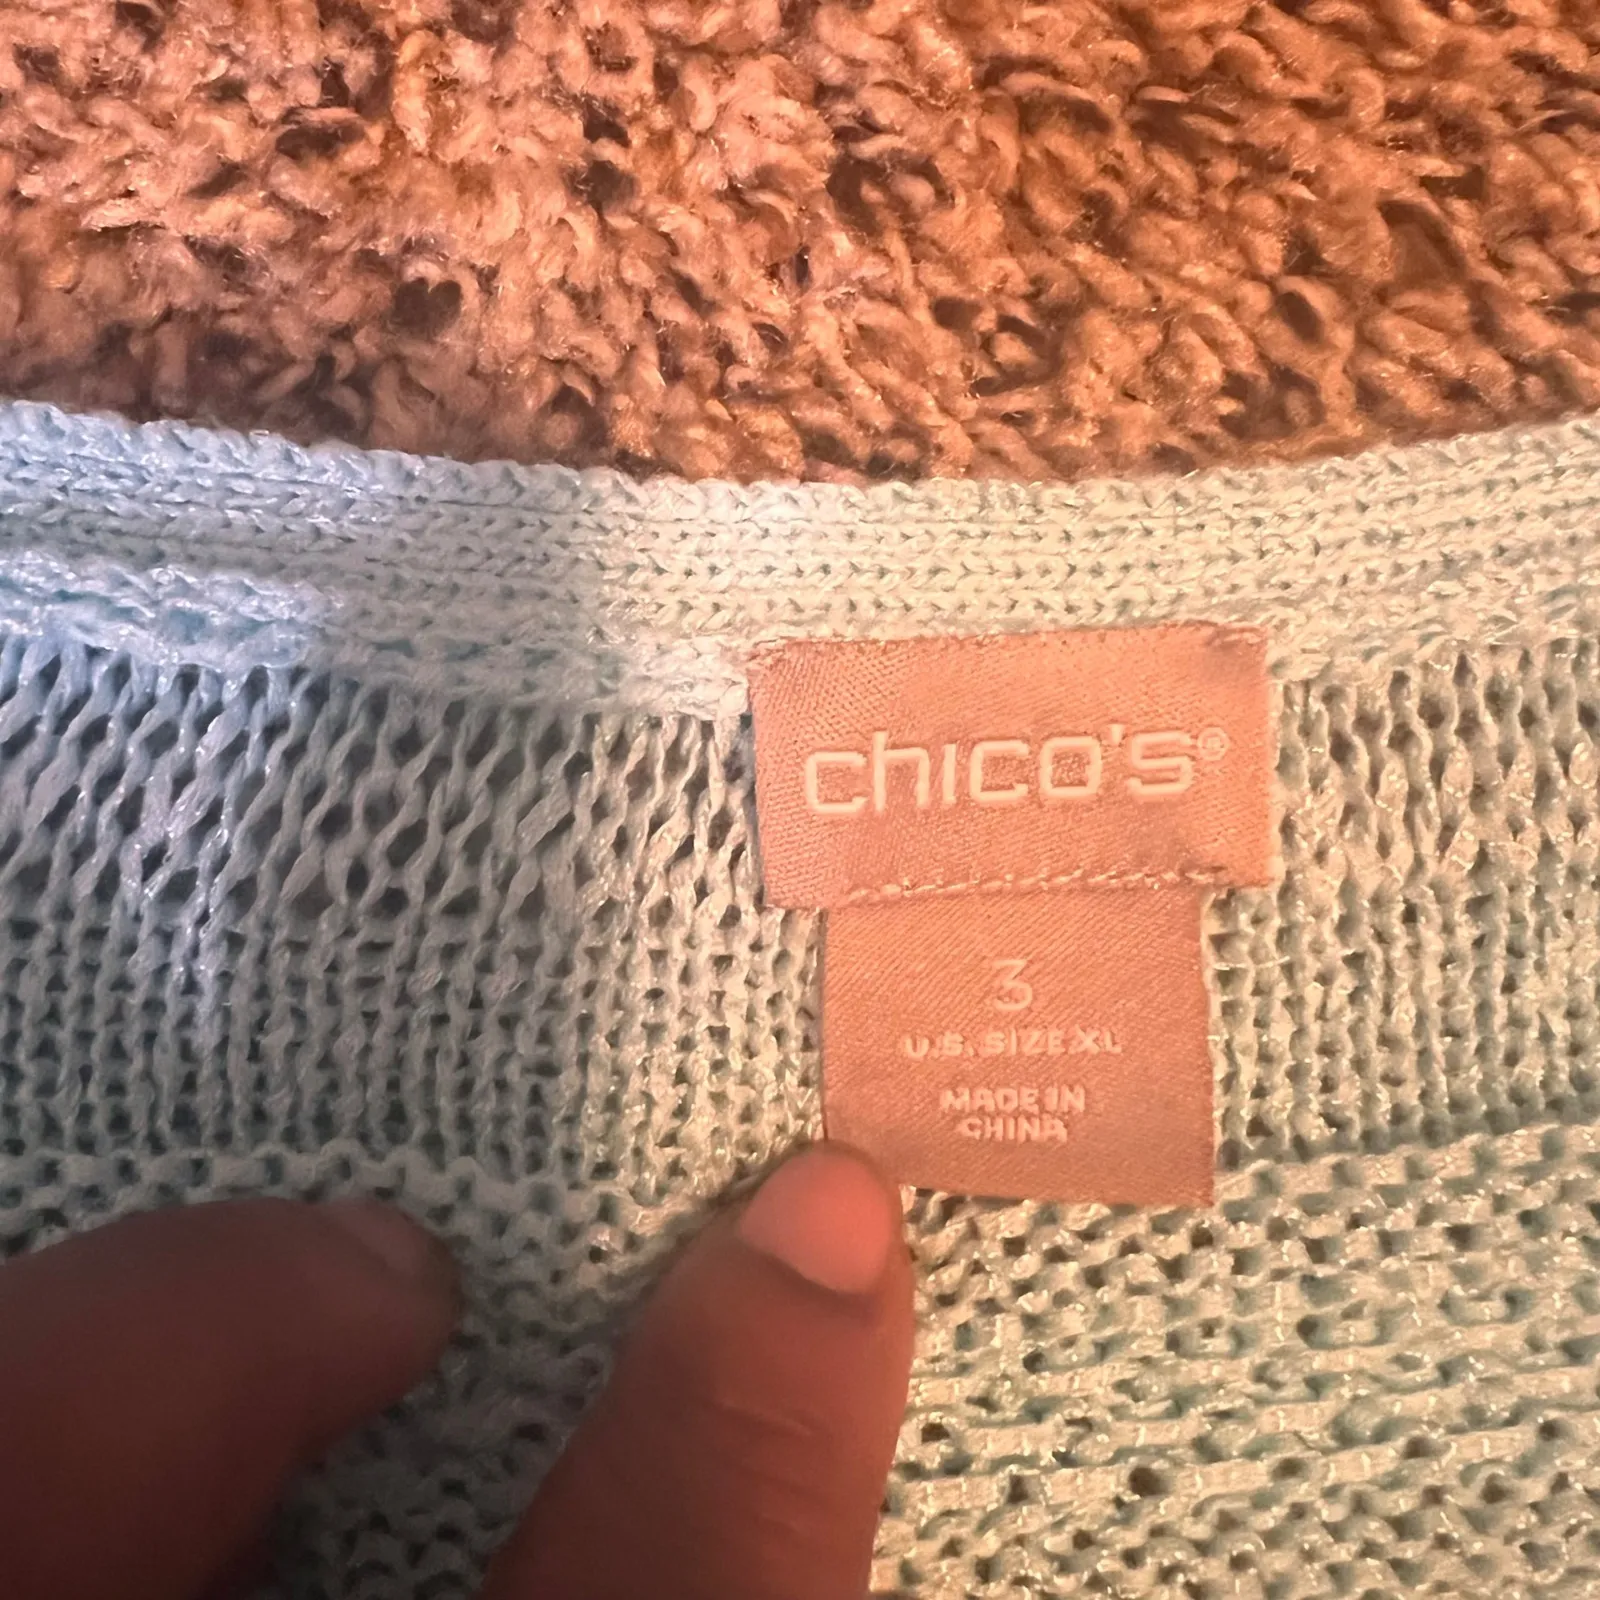 chico's®
3
U.S. SIZE XL
MADE IN
CHINA